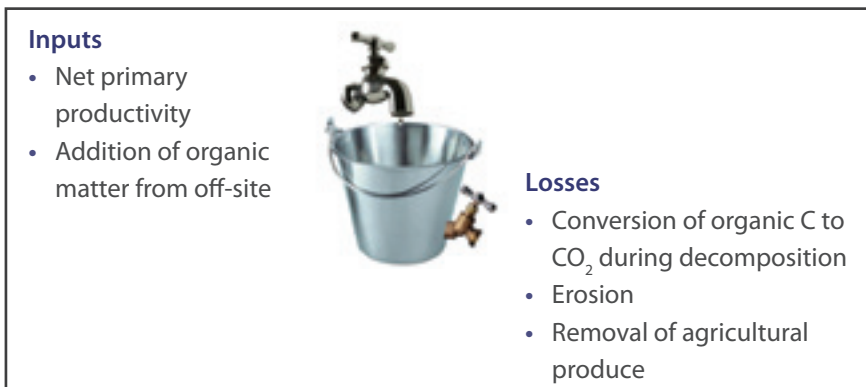 Inputs
• Net primary
productivity
• Addition of organic
matter from off-site
Losses
• Conversion of organic C to
CO₂ during decomposition
• Erosion
• Removal of agricultural
produce